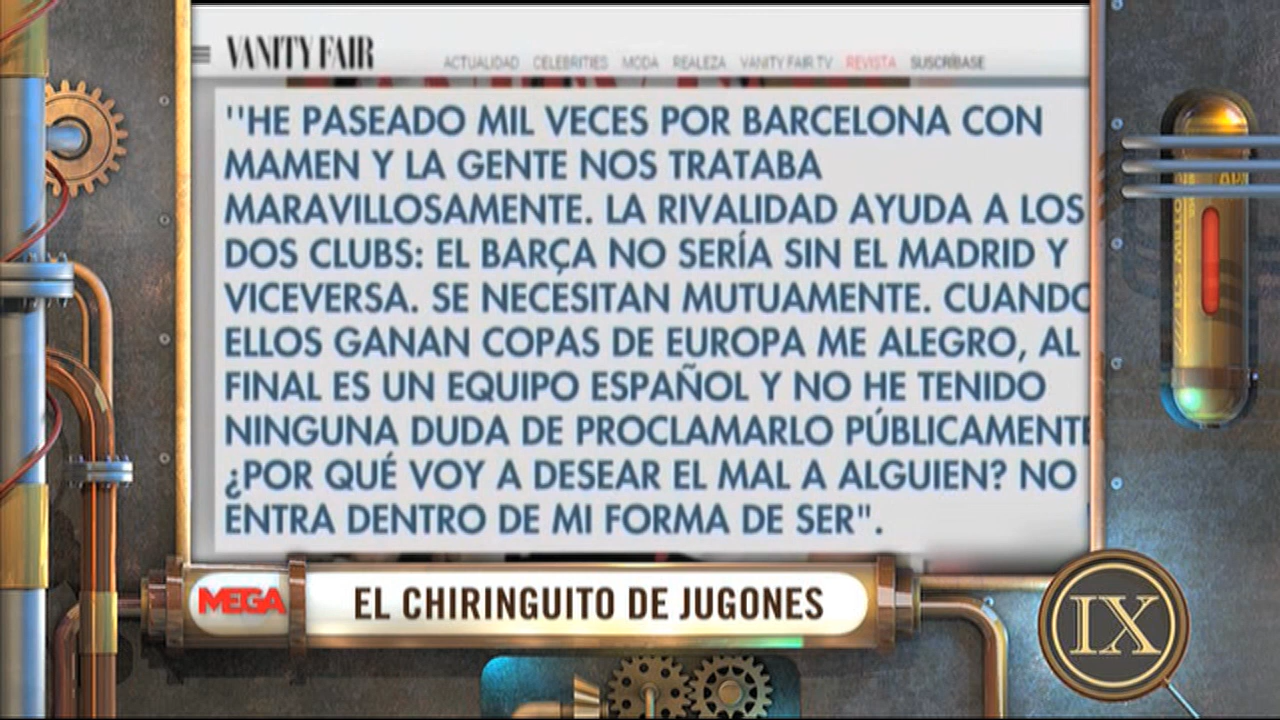 VANITY FAIR
ACTUALIDAD CELEBRITIES MODA REALEZA VANITY FAIR TV REVISTA SUSCRÍBASE
''HE PASEADO MIL VECES POR BARCELONA CON
MAMEN Y LA GENTE NOS TRATABA
MARAVILLOSAMENTE. LA RIVALIDAD AYUDA A LOS
DOS CLUBS: EL BARÇA NO SERÍA SIN EL MADRID Y
VICEVERSA. SE NECESITAN MUTUAMENTE. CUANDO
ELLOS GANAN COPAS DE EUROPA ME ALEGRO, AL
FINAL ES UN EQUIPO ESPAÑOL Y NO HE TENIDO
NINGUNA DUDA DE PROCLAMARLO PÚBLICAMENTE
¿POR QUÉ VOY A DESEAR EL MAL A ALGUIEN? NO
ENTRA DENTRO DE MI FORMA DE SER".
MEGA EL CHIRINGUITO DE JUGONES
IX